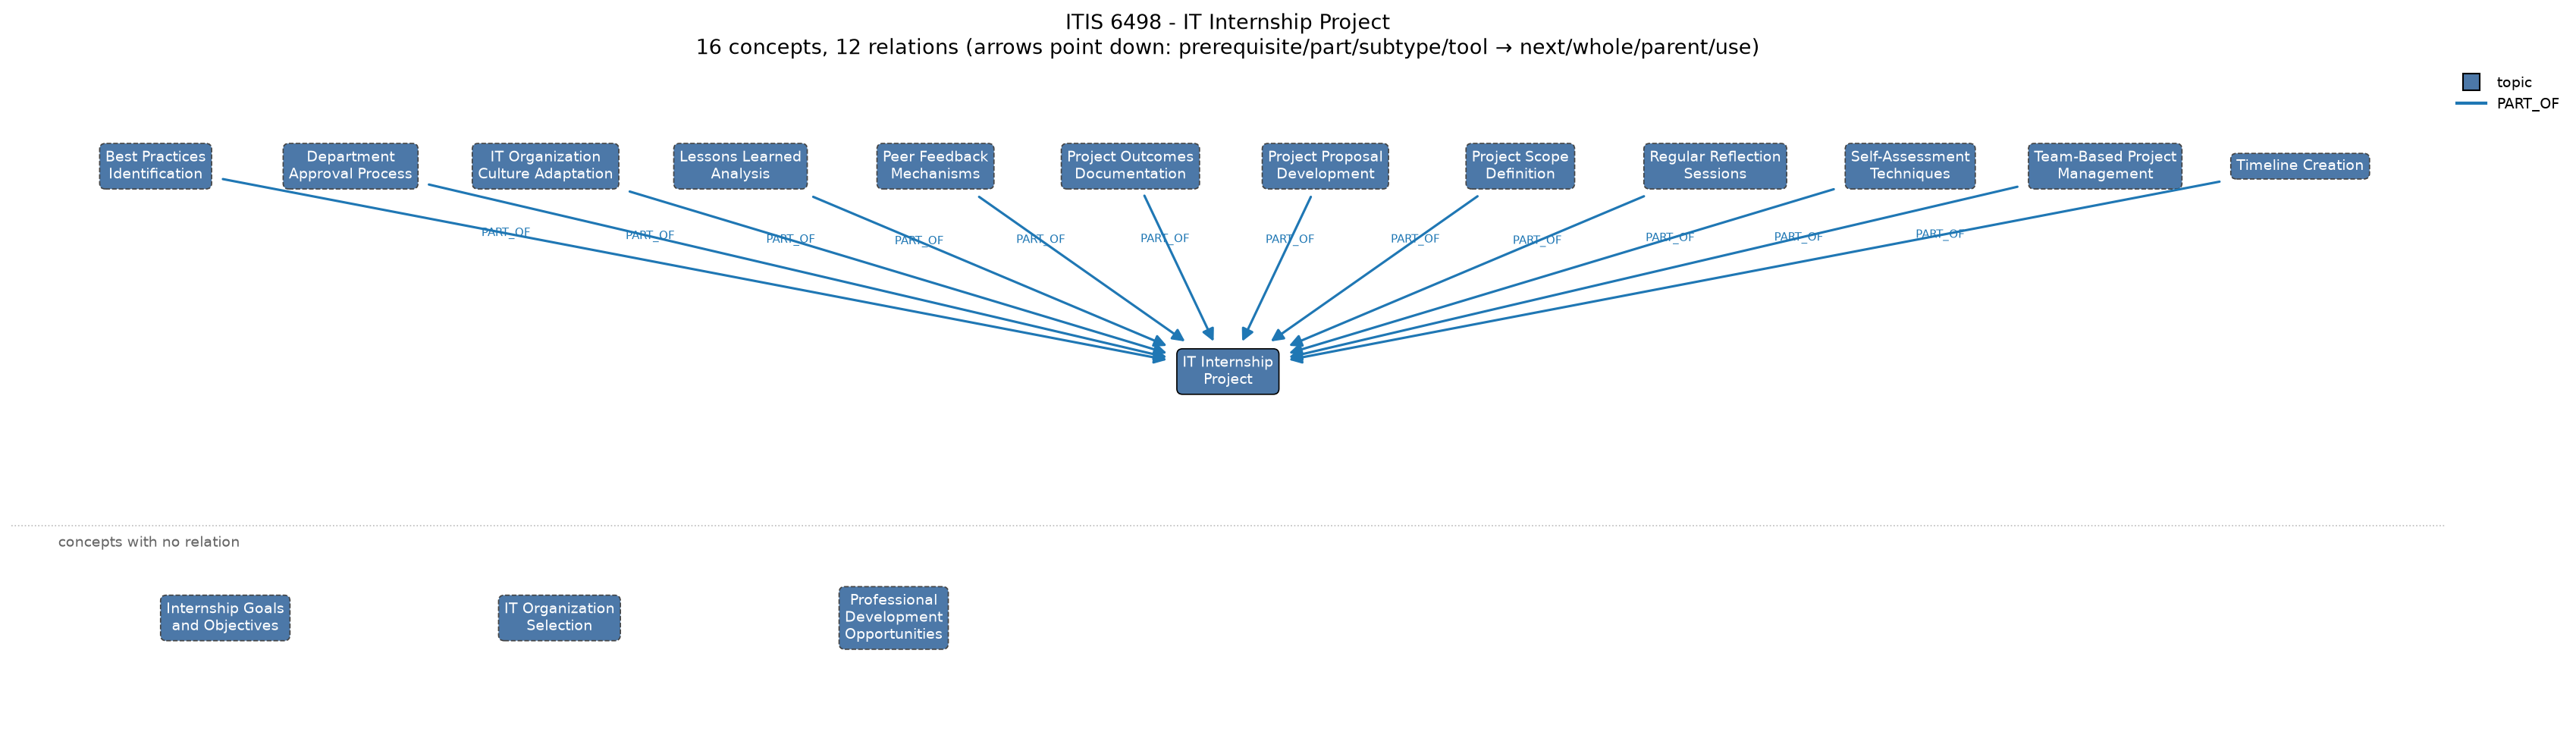 ITIS 6498 - IT Internship Project
16 concepts, 12 relations (arrows point down: prerequisite/part/subtype/tool → next/whole/parent/use)
topic
PART_OF
Best Practices
Identification
Department
Approval Process
IT Organization
Culture Adaptation
Lessons Learned
Analysis
Peer Feedback
Mechanisms
Project Outcomes
Documentation
Project Proposal
Development
Project Scope
Definition
Regular Reflection
Sessions
Self-Assessment
Techniques
Team-Based Project
Management
Timeline Creation
PART_OF
PART_OF
PART_OF
PART_OF
PART_OF
PART_OF
PART_OF
PART_OF
PART_OF
PART_OF
PART_OF
PART_OF
IT Internship
Project
concepts with no relation
Internship Goals
and Objectives
IT Organization
Selection
Professional
Development
Opportunities